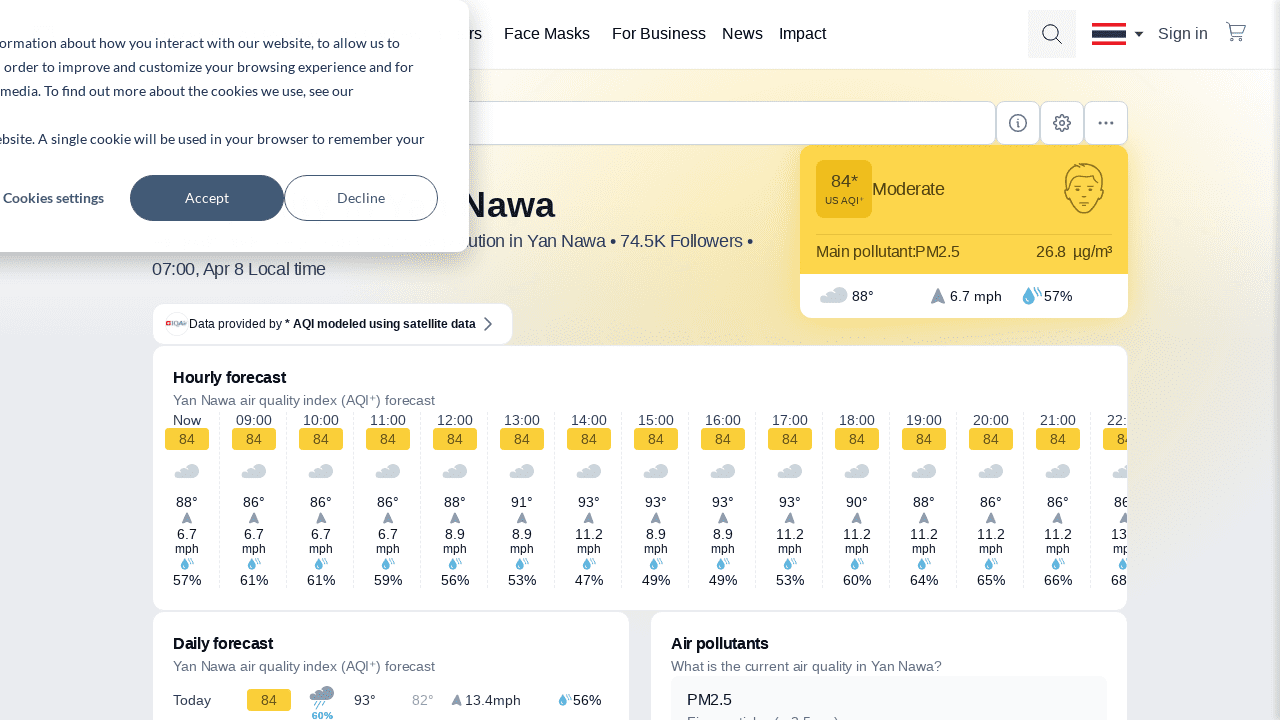 rs Face Masks For Business News Impact Sign in
ormation about how you interact with our website, to allow us to
order to improve and customize your browsing experience and for
media. To find out more about the cookies we use, see our
ebsite. A single cookie will be used in your browser to remember your
Cookies settings Accept Decline
Nawa
ution in Yan Nawa • 74.5K Followers •
07:00, Apr 8 Local time
84* Moderate
US AQI⁺
Main pollutant:PM2.5 26.8 µg/m³
88° 6.7 mph 57%
Data provided by * AQI modeled using satellite data
Hourly forecast
Yan Nawa air quality index (AQI⁺) forecast
Now 09:00 10:00 11:00 12:00 13:00 14:00 15:00 16:00 17:00 18:00 19:00 20:00 21:00 22:
84 84 84 84 84 84 84 84 84 84 84 84 84 84 84
88° 86° 86° 86° 88° 91° 93° 93° 93° 93° 90° 88° 86° 86° 86
6.7 6.7 6.7 6.7 8.9 8.9 11.2 8.9 8.9 11.2 11.2 11.2 11.2 11.2 13
mph mph mph mph mph mph mph mph mph mph mph mph mph mph mp
57% 61% 61% 59% 56% 53% 47% 49% 49% 53% 60% 64% 65% 66% 68
Daily forecast
Yan Nawa air quality index (AQI⁺) forecast
Today 84 93° 82° 13.4mph 56%
60%
Air pollutants
What is the current air quality in Yan Nawa?
PM2.5